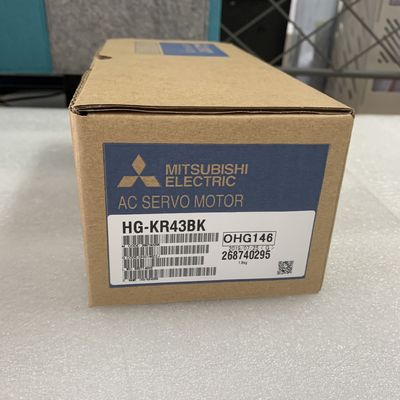 MITSUBISHI
ELECTRIC
AC SERVO MOTOR
HG-KR43BK
OHG146
268740295